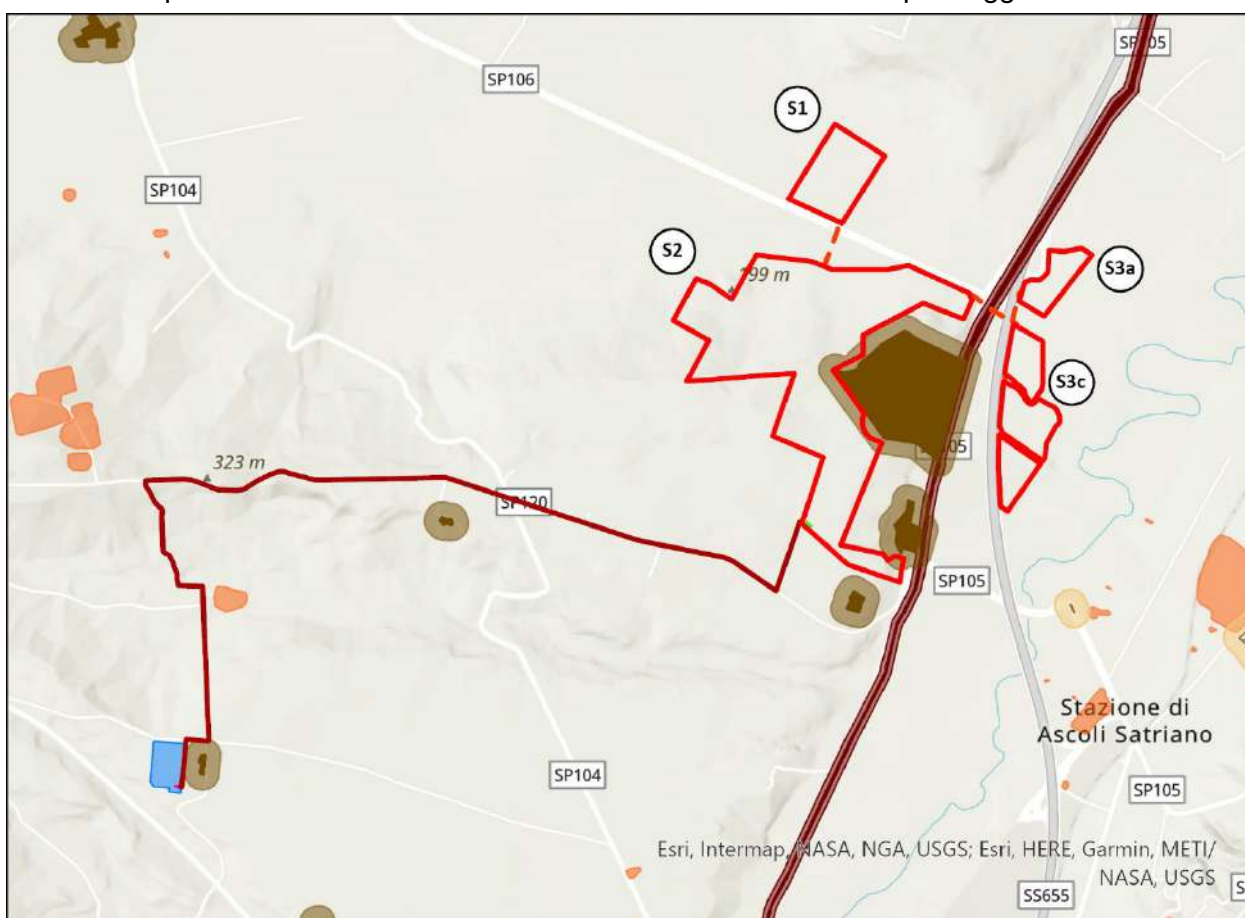 SP105
SP106
S1
SP104
S2
S3a
199 m
S3c
323 m
SP120
SP105
Stazione di
Ascoli Satriano
SP104
SP105
Esri, Intermap, NASA, NGA, USGS; Esri, HERE, Garmin, METI/
NASA, USGS
SS655